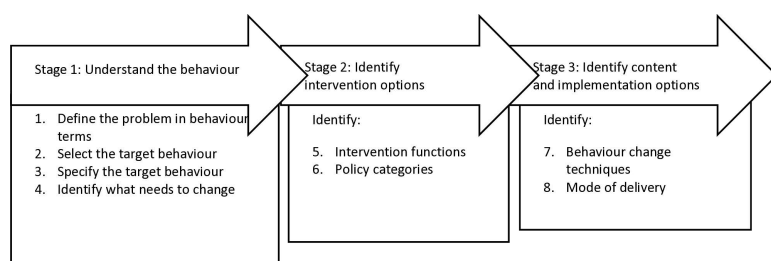 Stage 1: Understand the behaviour
1. Define the problem in behaviour
terms
2. Select the target behaviour
3. Specify the target behaviour
4. Identify what needs to change
Stage 2: Identify
intervention options
Identify:
5. Intervention functions
6. Policy categories
Stage 3: Identify content
and implementation options
Identify:
7. Behaviour change
techniques
8. Mode of delivery